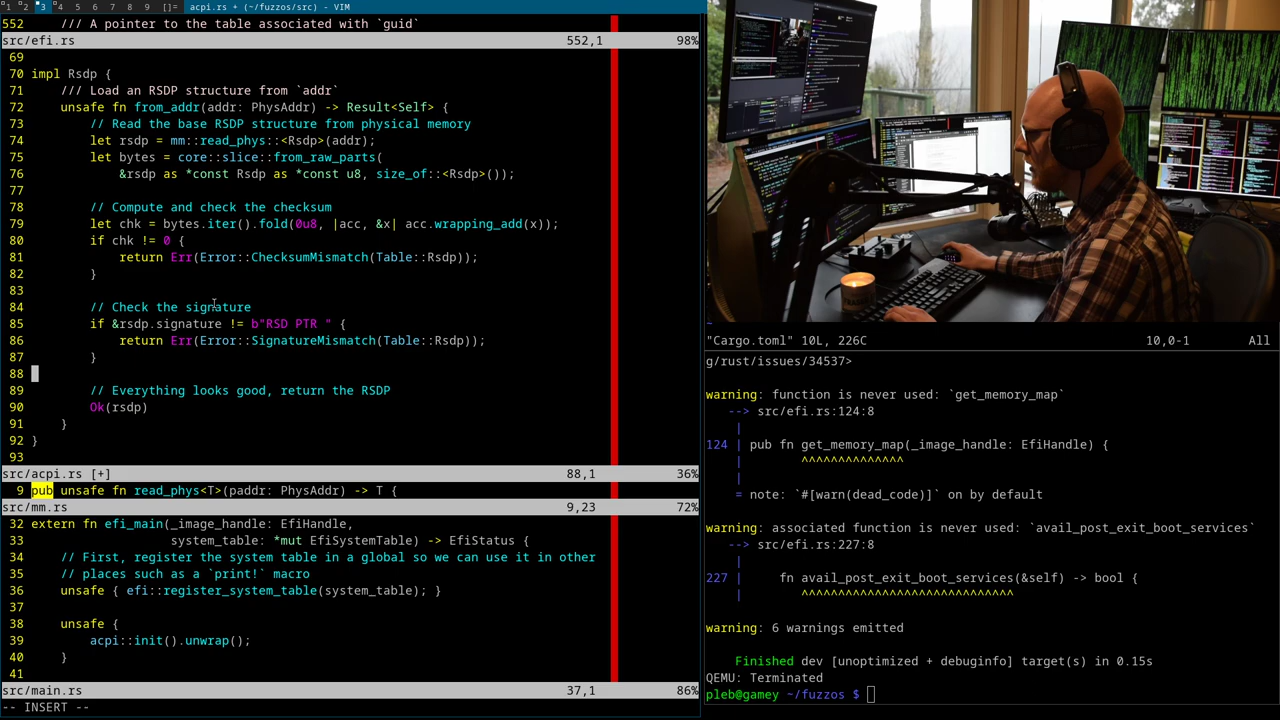 1 2 3 4 5 6 7 8 9 []= acpi.rs + (~/fuzzos/src) - VIM
552     /// A pointer to the table associated with `guid`
src/efi.rs 552,1 98%
69
70 impl Rsdp {
71     /// Load an RSDP structure from `addr`
72     unsafe fn from_addr(addr: PhysAddr) -> Result<Self> {
73         // Read the base RSDP structure from physical memory
74         let rsdp = mm::read_phys::<Rsdp>(addr);
75         let bytes = core::slice::from_raw_parts(
76             &rsdp as *const Rsdp as *const u8, size_of::<Rsdp>());
77
78         // Compute and check the checksum
79         let chk = bytes.iter().fold(0u8, |acc, &x| acc.wrapping_add(x));
80         if chk != 0 {
81             return Err(Error::ChecksumMismatch(Table::Rsdp));
82         }
83
84         // Check the signature
85         if &rsdp.signature != b"RSD PTR " {
86             return Err(Error::SignatureMismatch(Table::Rsdp));
87         }
88
89         // Everything looks good, return the RSDP
90         Ok(rsdp)
91     }
92 }
93
src/acpi.rs [+] 88,1 36%
9 pub unsafe fn read_phys<T>(paddr: PhysAddr) -> T {
src/mm.rs 9,23 72%
32 extern fn efi_main(_image_handle: EfiHandle,
33                    system_table: *mut EfiSystemTable) -> EfiStatus {
34     // First, register the system table in a global so we can use it in other
35     // places such as a `print!` macro
36     unsafe { efi::register_system_table(system_table); }
37
38     unsafe {
39         acpi::init().unwrap();
40     }
41
src/main.rs 37,1 86%
-- INSERT --
~
"Cargo.toml" 10L, 226C 10,0-1 All
g/rust/issues/34537>
warning: function is never used: `get_memory_map`
--> src/efi.rs:124:8
|
124 | pub fn get_memory_map(_image_handle: EfiHandle) {
| ^^^^^^^^^^^^^^
|
= note: `#[warn(dead_code)]` on by default
warning: associated function is never used: `avail_post_exit_boot_services`
--> src/efi.rs:227:8
|
227 |     fn avail_post_exit_boot_services(&self) -> bool {
| ^^^^^^^^^^^^^^^^^^^^^^^^^^^^^
warning: 6 warnings emitted
Finished dev [unoptimized + debuginfo] target(s) in 0.15s
QEMU: Terminated
pleb@gamey ~/fuzzos $